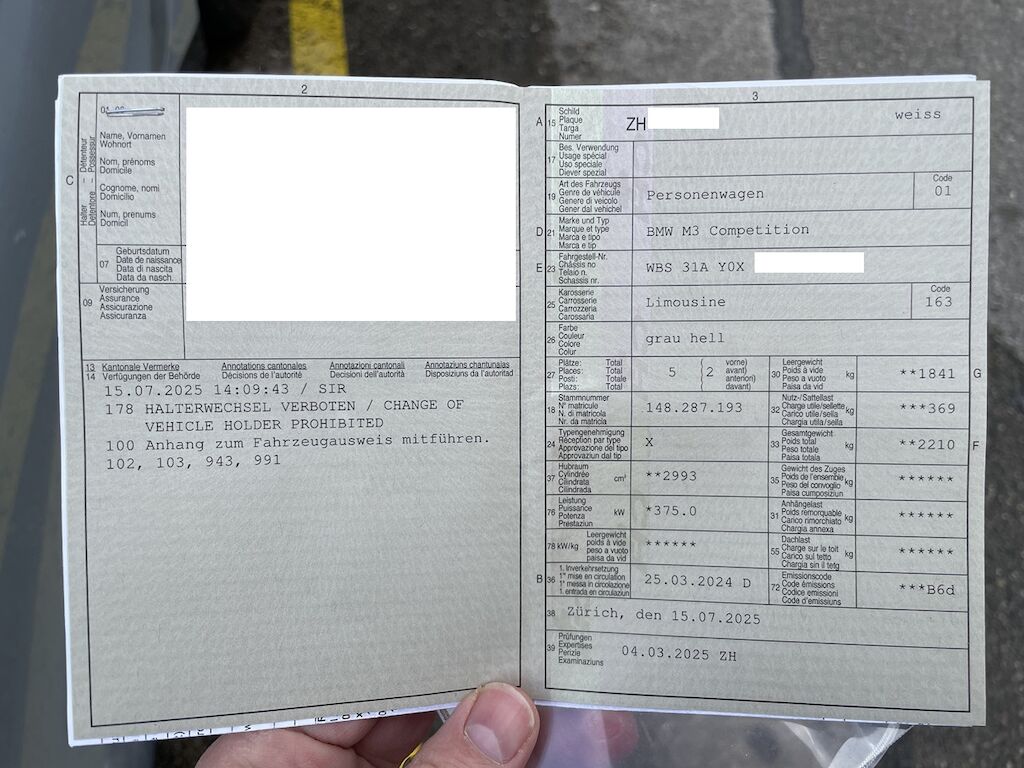 2
C
Halter – Détenteur
Detentore – Possessur
Name, Vornamen
Wohnort
Nom, prénoms
Domicile
Cognome, nomi
Domicilio
Num, prenums
Domicil
07
Geburtsdatum
Date de naissance
Data di nascita
Data da nasch.
09
Versicherung
Assurance
Assicurazione
Assicuranza
13 Kantonale Vermerke Annotations cantonales Annotazioni cantonali Annotaziuns chantunalas
14 Verfügungen der Behörde Decisions de l'autorité Decisioni dell'autorità Disposiziuns da l'autoritad
15.07.2025 14:09:43 / SIR
178 HALTERWECHSEL VERBOTEN / CHANGE OF
VEHICLE HOLDER PROHIBITED
100 Anhang zum Fahrzeugausweis mitführen.
102, 103, 943, 991
3
A 15
Schild
Plaque
Targa
Numer
ZH
weiss
17
Bes. Verwendung
Usage spécial
Uso speciale
Diever spezial
19
Art des Fahrzeugs
Genre de véhicule
Genere di veicolo
Gener dal vehichel
Personenwagen
Code
01
D 21
Marke und Typ
Marque et type
Marca e tipo
Marca e tip
BMW M3 Competition
E 23
Fahrgestell-Nr.
Châssis no
Telaio n.
Schassis nr.
WBS 31A Y0X
25
Karosserie
Carrosserie
Carrozzeria
Carossaria
Limousine
Code
163
26
Farbe
Couleur
Colore
Colur
grau hell
27
Plätze: Total
Places: Total
Posti: Totale
Plazs: Total
5 ( 2
vorne)
avant)
anteriori)
davant)
30
Leergewicht
Poids à vide
Peso a vuoto
Paisa da vid
kg
**1841
G
18
Stammnummer
N° matricule
N. di matricola
Nr. da matricla
148.287.193
32
Nutz-/Sattellast
Charge utile/sellette
Carico utile/sella
Chargia utila/sella
kg
***369
24
Typengenehmigung
Réception par type
Approvazione del tipo
Approvaziun dal tip
X
33
Gesamtgewicht
Poids total
Peso totale
Paisa totala
kg
**2210
F
37
Hubraum
Cylindrée
Cilindrata
Cilindrada
cm³
**2993
35
Gewicht des Zuges
Poids de l'ensemble
Peso del convoglio
Paisa cumposiziun
kg
******
76
Leistung
Puissance
Potenza
Prestaziun
kW
*375.0
31
Anhängelast
Poids remorquable
Carico rimorchiato
Chargia annexa
kg
******
78 kW/kg
Leergewicht
poids à vide
peso a vuoto
paisa da vid
******
55
Dachlast
Charge sur le toit
Carico sul tetto
Chargia sin il tetg
kg
******
B 36
1. Inverkehrsetzung
1re mise en circulation
1a messa in circolazione
1. entrada en circulaziun
25.03.2024 D
72
Emissionscode
Code émissions
Codice emissioni
Code d'emissiuns
***B6d
38
Zürich, den 15.07.2025
39
Prüfungen
Expertises
Perizie
Examinaziuns
04.03.2025 ZH